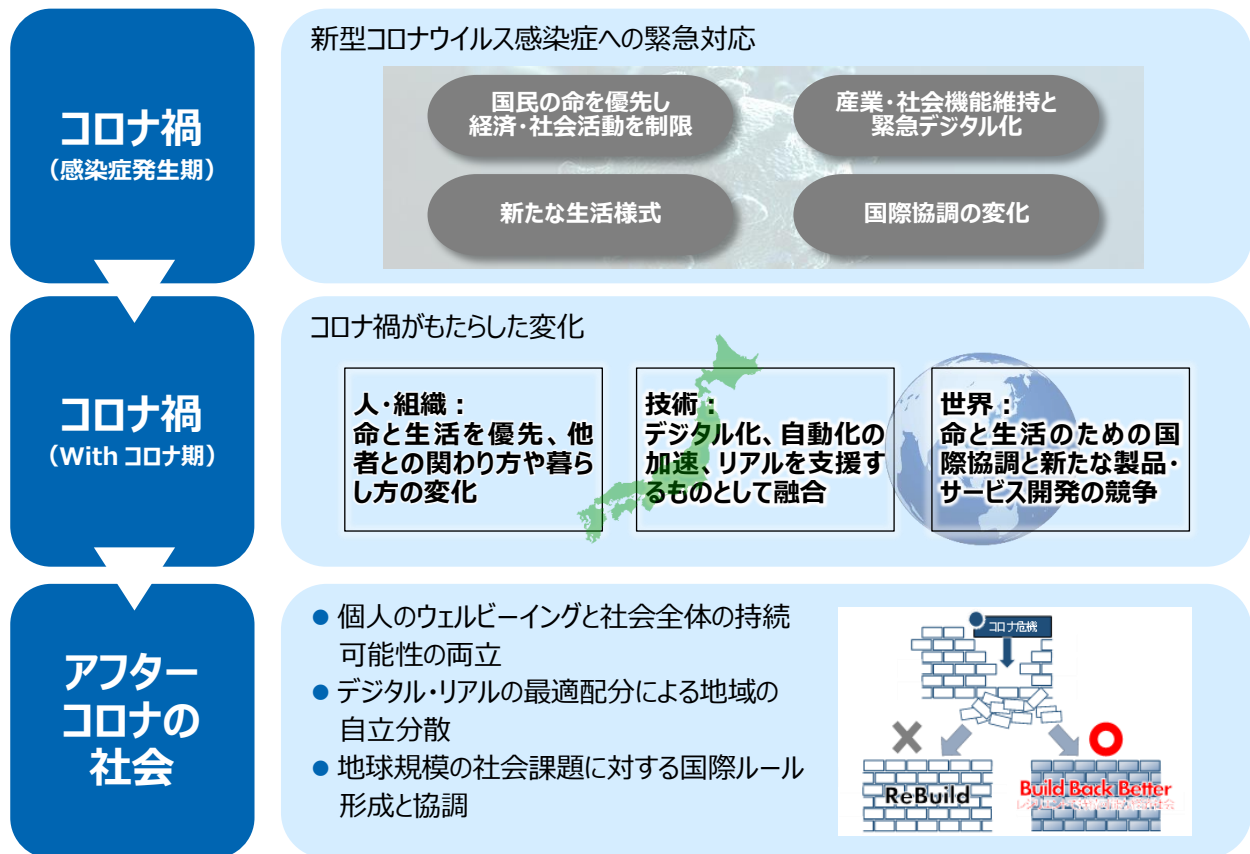 コロナ禍
（感染症発生期）
新型コロナウイルス感染症への緊急対応
国民の命を優先し
経済・社会活動を制限
産業・社会機能維持と
緊急デジタル化
新たな生活様式
国際協調の変化
コロナ禍
（With コロナ期）
コロナ禍がもたらした変化
人・組織：
命と生活を優先、他
者との関わり方や暮ら
し方の変化
技術：
デジタル化、自動化の
加速、リアルを支援す
るものとして融合
世界：
命と生活のための国
際協調と新たな製品・
サービス開発の競争
アフター
コロナの
社会
● 個人のウェルビーイングと社会全体の持続
可能性の両立
● デジタル・リアルの最適配分による地域の
自立分散
● 地球規模の社会課題に対する国際ルール
形成と協調
コロナ危機
ReBuild
Build Back Better